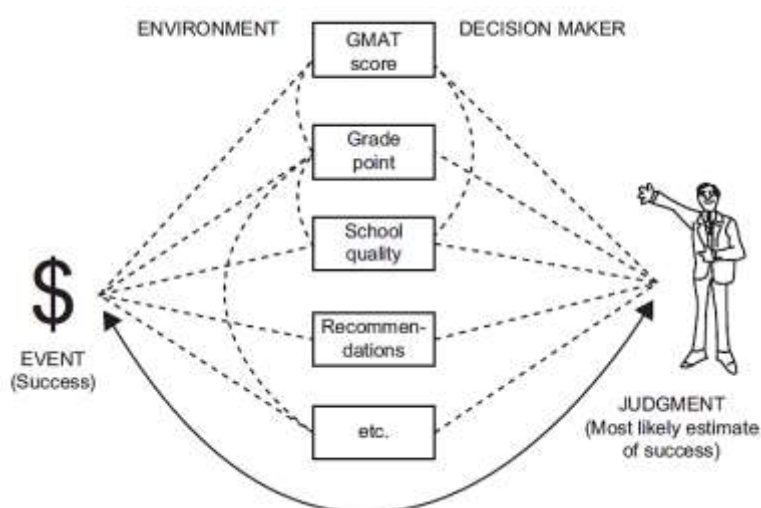 ENVIRONMENT
DECISION MAKER
GMAT
score
Grade
point
School
quality
Recommen-
dations
etc.
$
EVENT
(Success)
JUDGMENT
(Most likely estimate
of success)